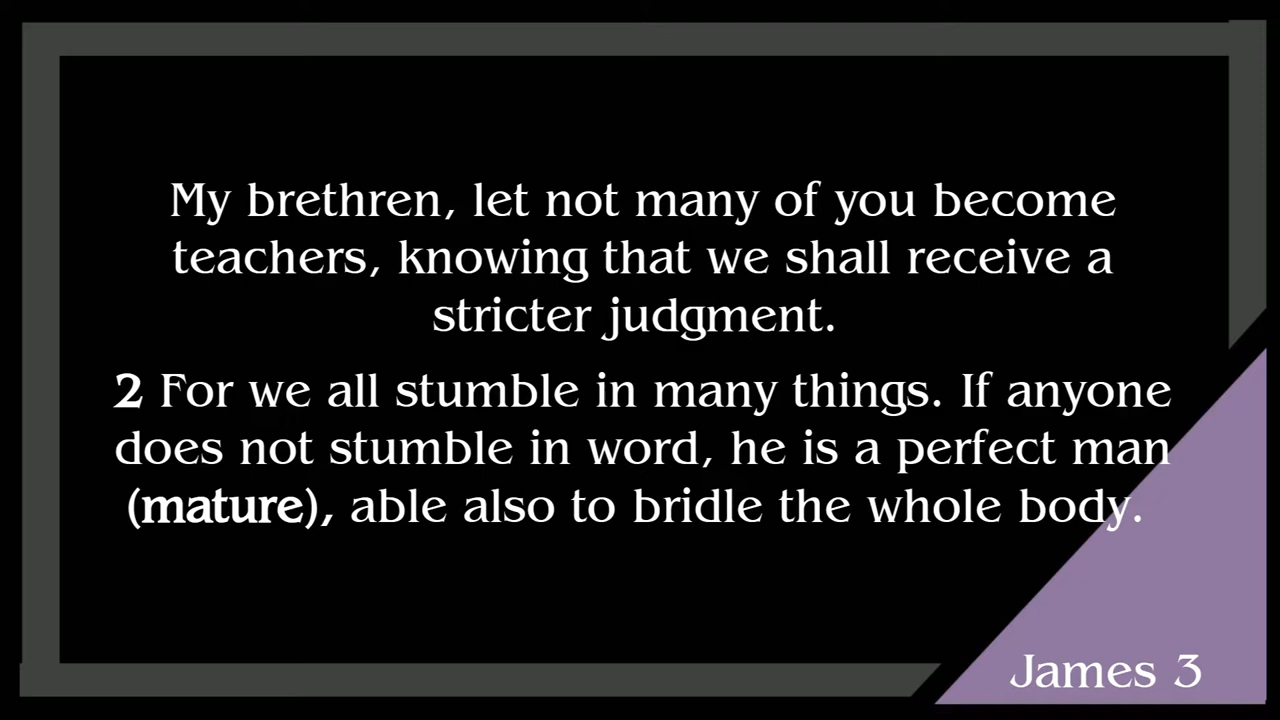 My brethren, let not many of you become
teachers, knowing that we shall receive a
stricter judgment.
2 For we all stumble in many things. If anyone
does not stumble in word, he is a perfect man
(mature), able also to bridle the whole body.
James 3